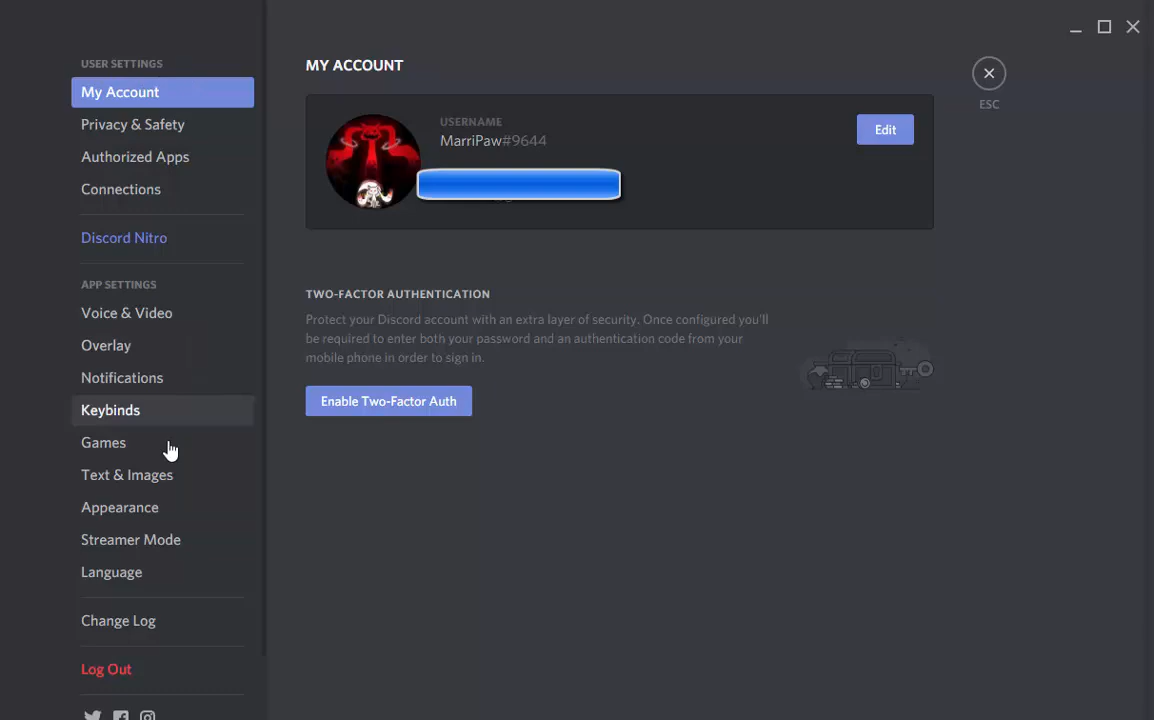 USER SETTINGS
My Account
Privacy & Safety
Authorized Apps
Connections
Discord Nitro
APP SETTINGS
Voice & Video
Overlay
Notifications
Keybinds
Games
Text & Images
Appearance
Streamer Mode
Language
Change Log
Log Out
MY ACCOUNT
ESC
USERNAME
MarriPaw#9644
Edit
TWO-FACTOR AUTHENTICATION
Protect your Discord account with an extra layer of security. Once configured you'll
be required to enter both your password and an authentication code from your
mobile phone in order to sign in.
Enable Two-Factor Auth